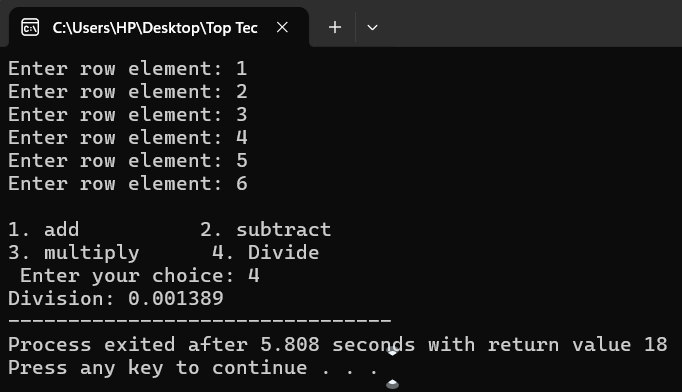 C:\Users\HP\Desktop\Top Tec
Enter row element: 1
Enter row element: 2
Enter row element: 3
Enter row element: 4
Enter row element: 5
Enter row element: 6
1. add          2. subtract
3. multiply      4. Divide
 Enter your choice: 4
Division: 0.001389
--------------------------------
Process exited after 5.808 seconds with return value 18
Press any key to continue . . .